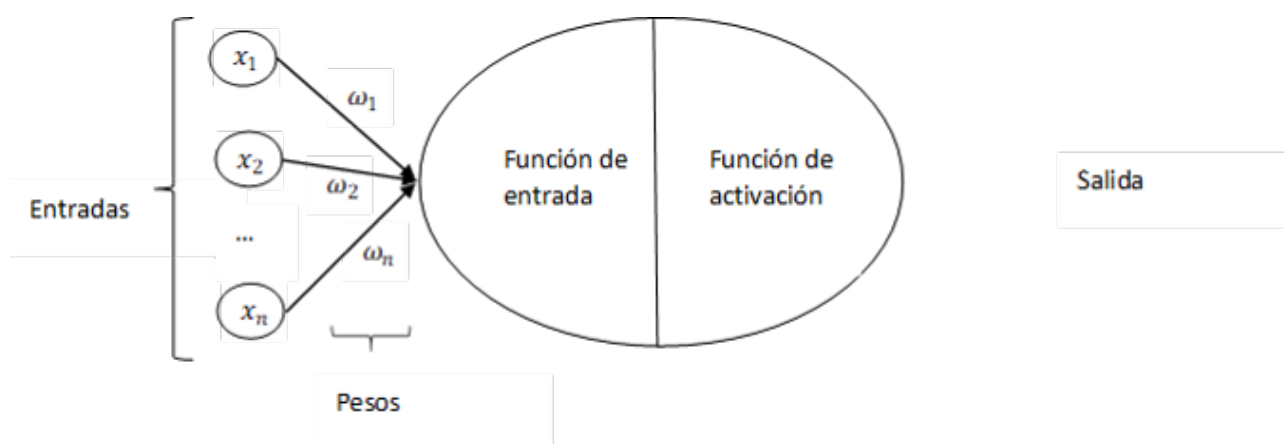 x₁
ω₁
x₂
ω₂
Entradas
...
ωₙ
xₙ
Pesos
Función de
entrada
Función de
activación
Salida